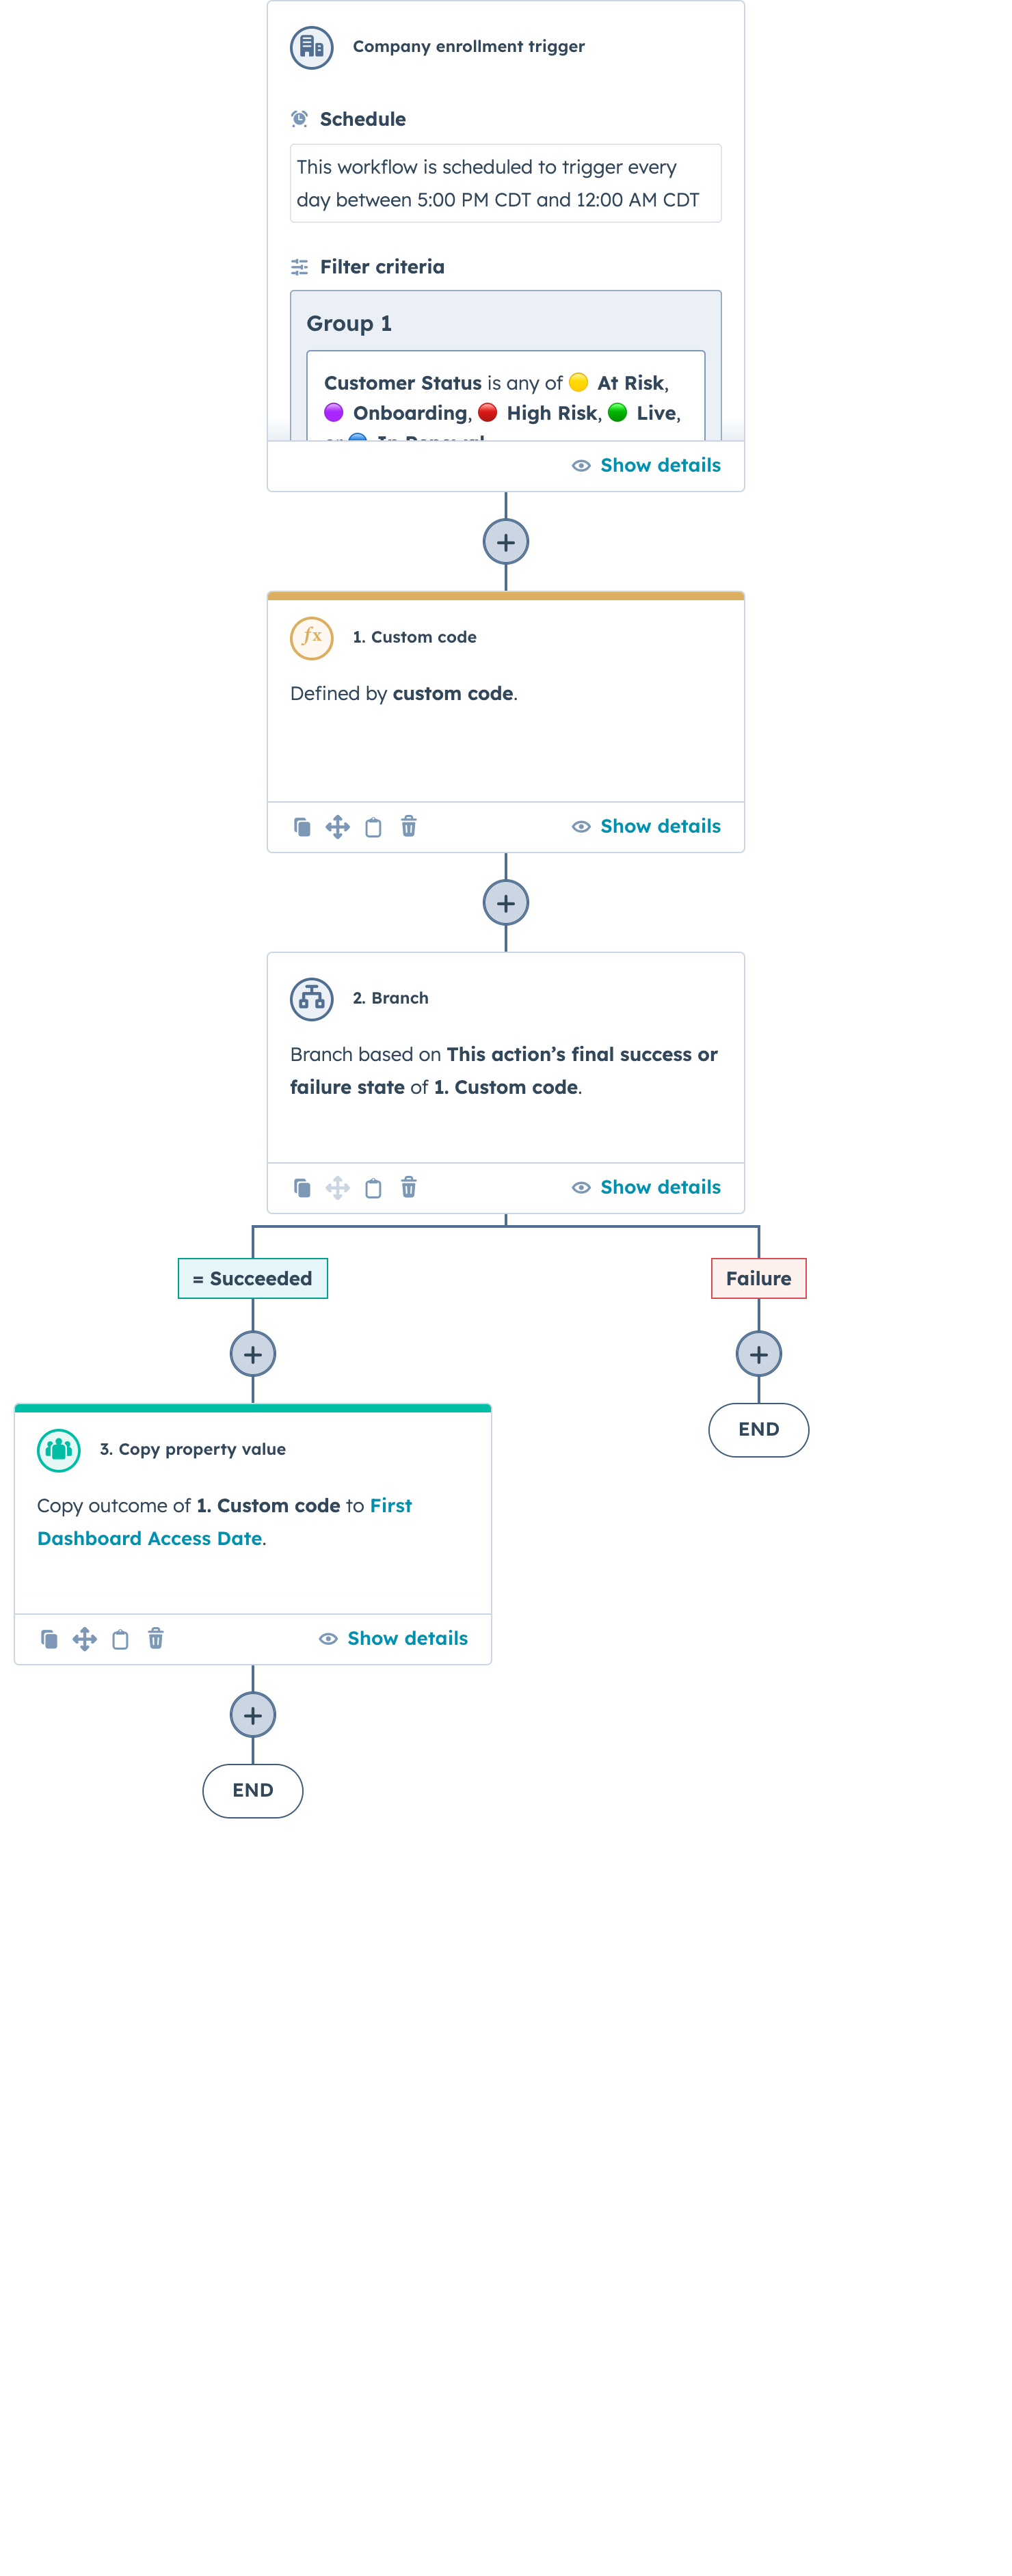 Company enrollment trigger
Schedule
This workflow is scheduled to trigger every
day between 5:00 PM CDT and 12:00 AM CDT
Filter criteria
Group 1
Customer Status is any of At Risk,
Onboarding, High Risk, Live,
or In Renewal
Show details
+
fx 1. Custom code
Defined by custom code.
Show details
+
2. Branch
Branch based on This action’s final success or
failure state of 1. Custom code.
Show details
= Succeeded
Failure
+
+
3. Copy property value
END
Copy outcome of 1. Custom code to First
Dashboard Access Date.
Show details
+
END